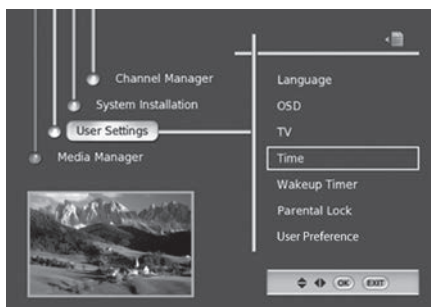 Channel Manager
System Installation
User Settings
Media Manager
Language
OSD
TV
Time
Wakeup Timer
Parental Lock
User Preference
OK EXIT